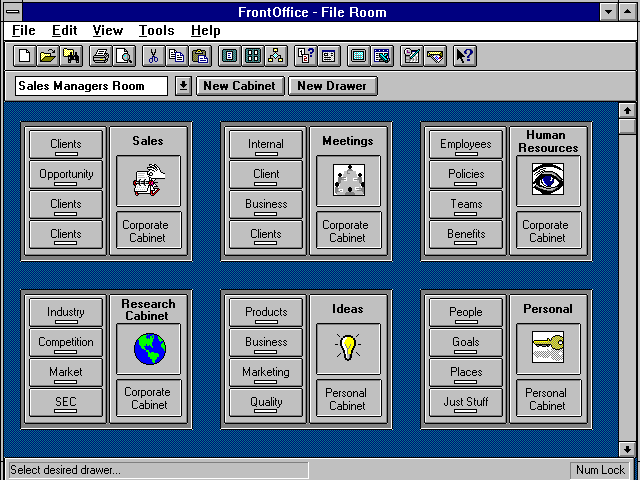 FrontOffice - File Room
File Edit View Tools Help
Sales Managers Room New Cabinet New Drawer
Clients
Opportunity
Clients
Clients
Sales
Corporate
Cabinet
Internal
Client
Business
Clients
Meetings
Corporate
Cabinet
Employees
Policies
Teams
Benefits
Human
Resources
Corporate
Cabinet
Industry
Competition
Market
SEC
Research
Cabinet
Corporate
Cabinet
Products
Business
Marketing
Quality
Ideas
Personal
Cabinet
People
Goals
Places
Just Stuff
Personal
Personal
Cabinet
Select desired drawer... Num Lock